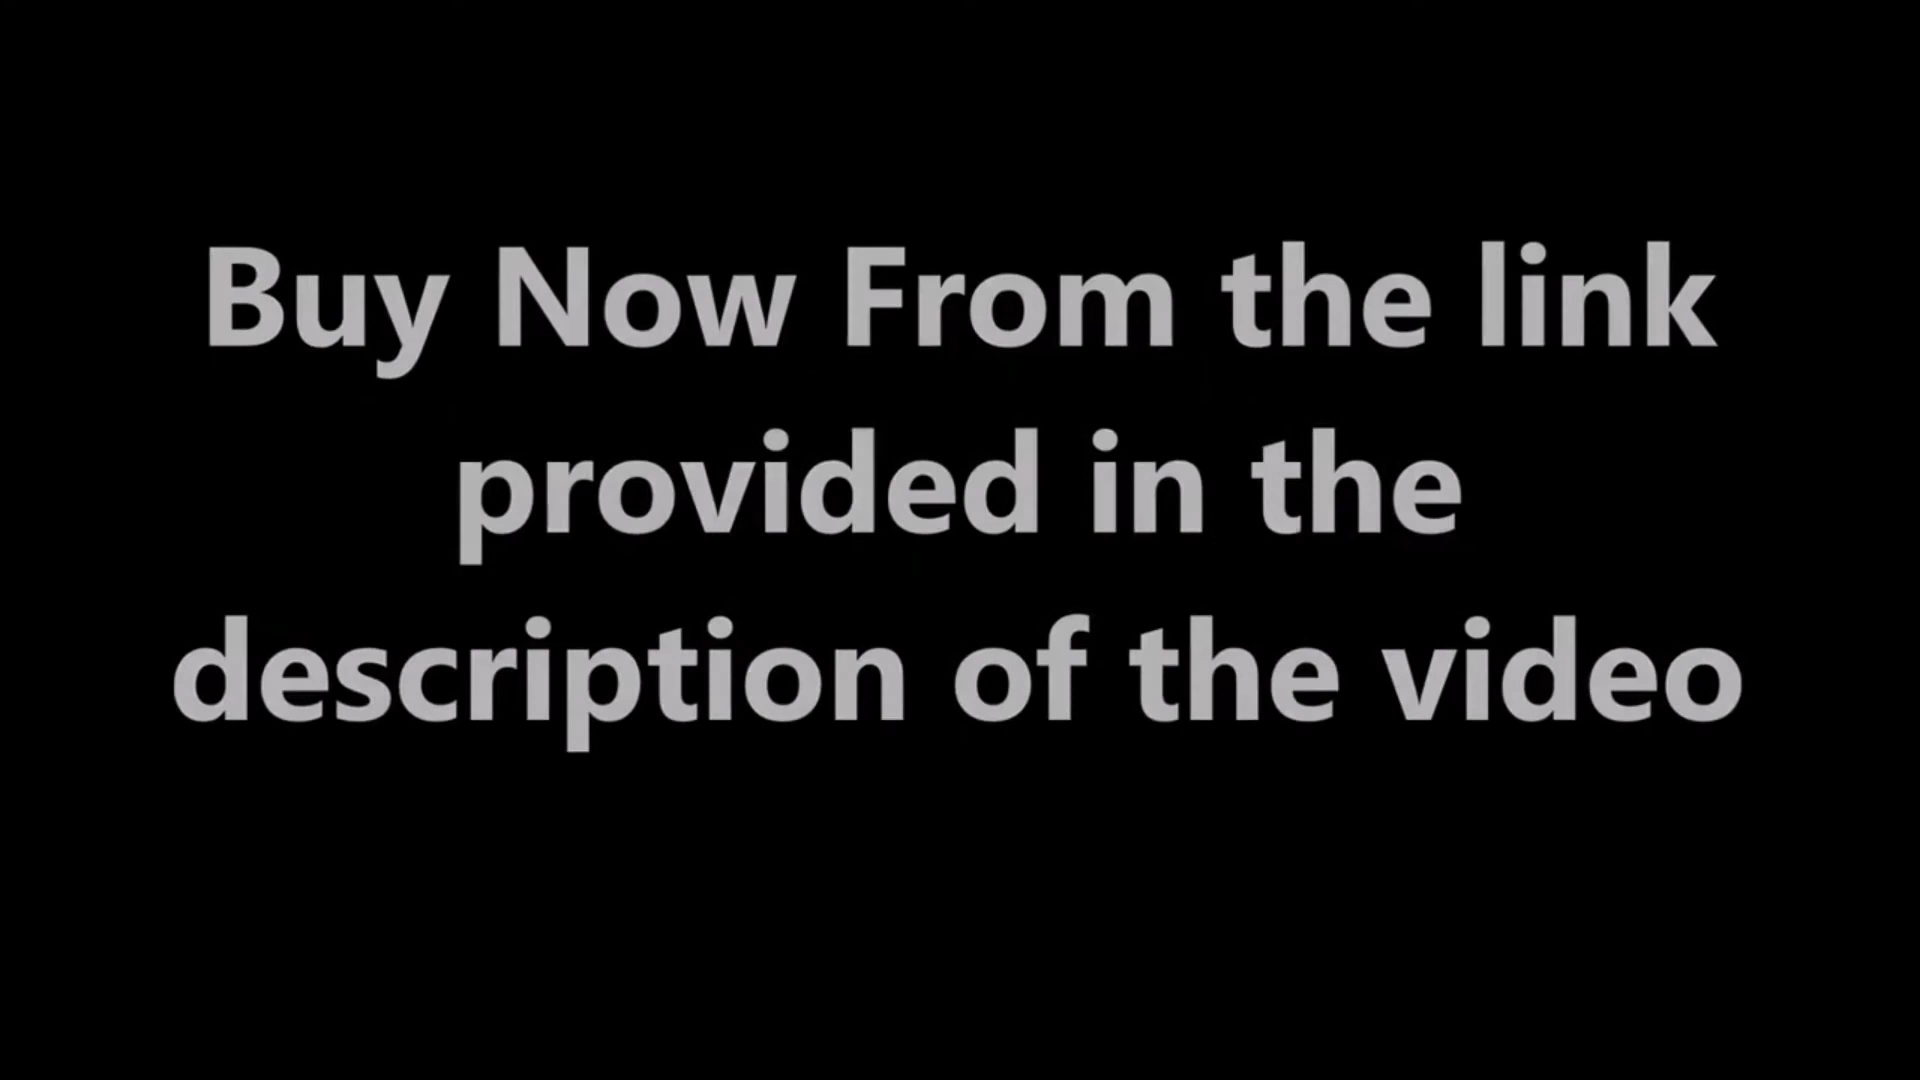 Buy Now From the link
provided in the
description of the video